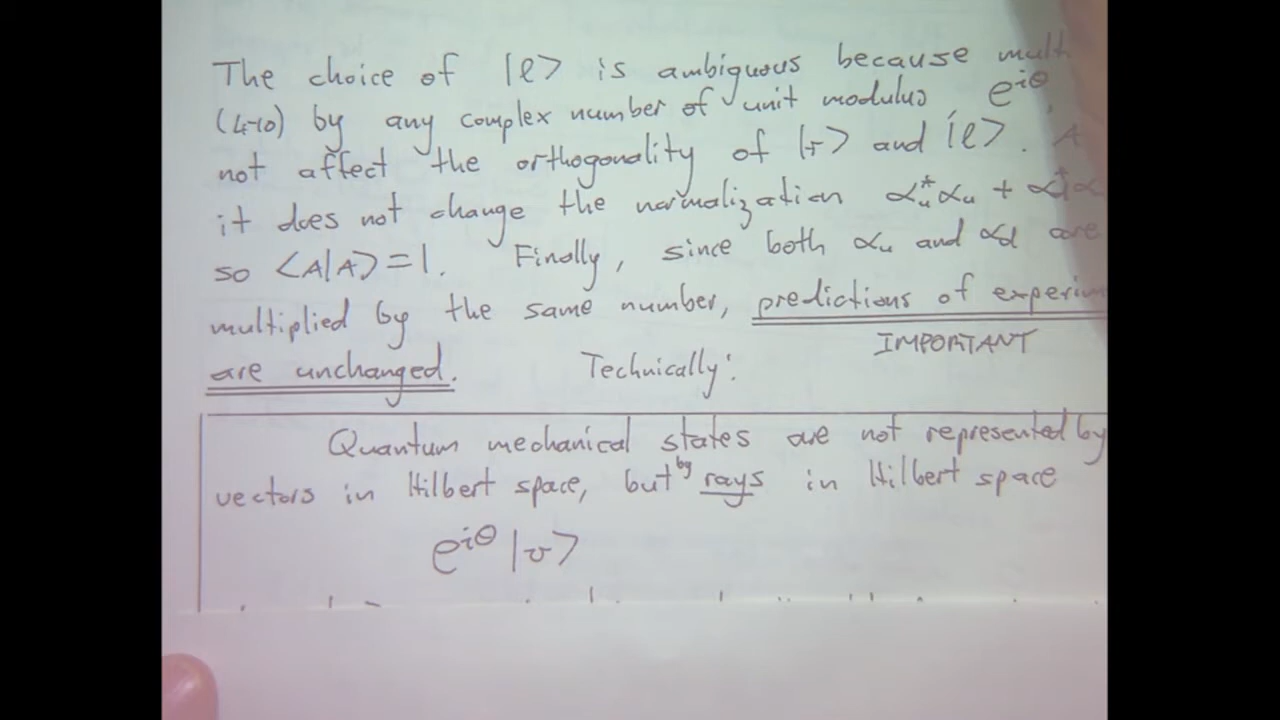 The choice of |l> is ambiguous because mult
(4-10) by any complex number of unit modulus e^{iθ},
not affect the orthogonality of |r> and |l>. A
it does not change the normalization α_u^* α_u + α_d^* α
so <A|A> = 1. Finally, since both α_u and α_d are
multiplied by the same number, predictions of experim
IMPORTANT
are unchanged. Technically:
Quantum mechanical states are not represented by
vectors in Hilbert space, but by rays in Hilbert space
e^{iθ} |v>